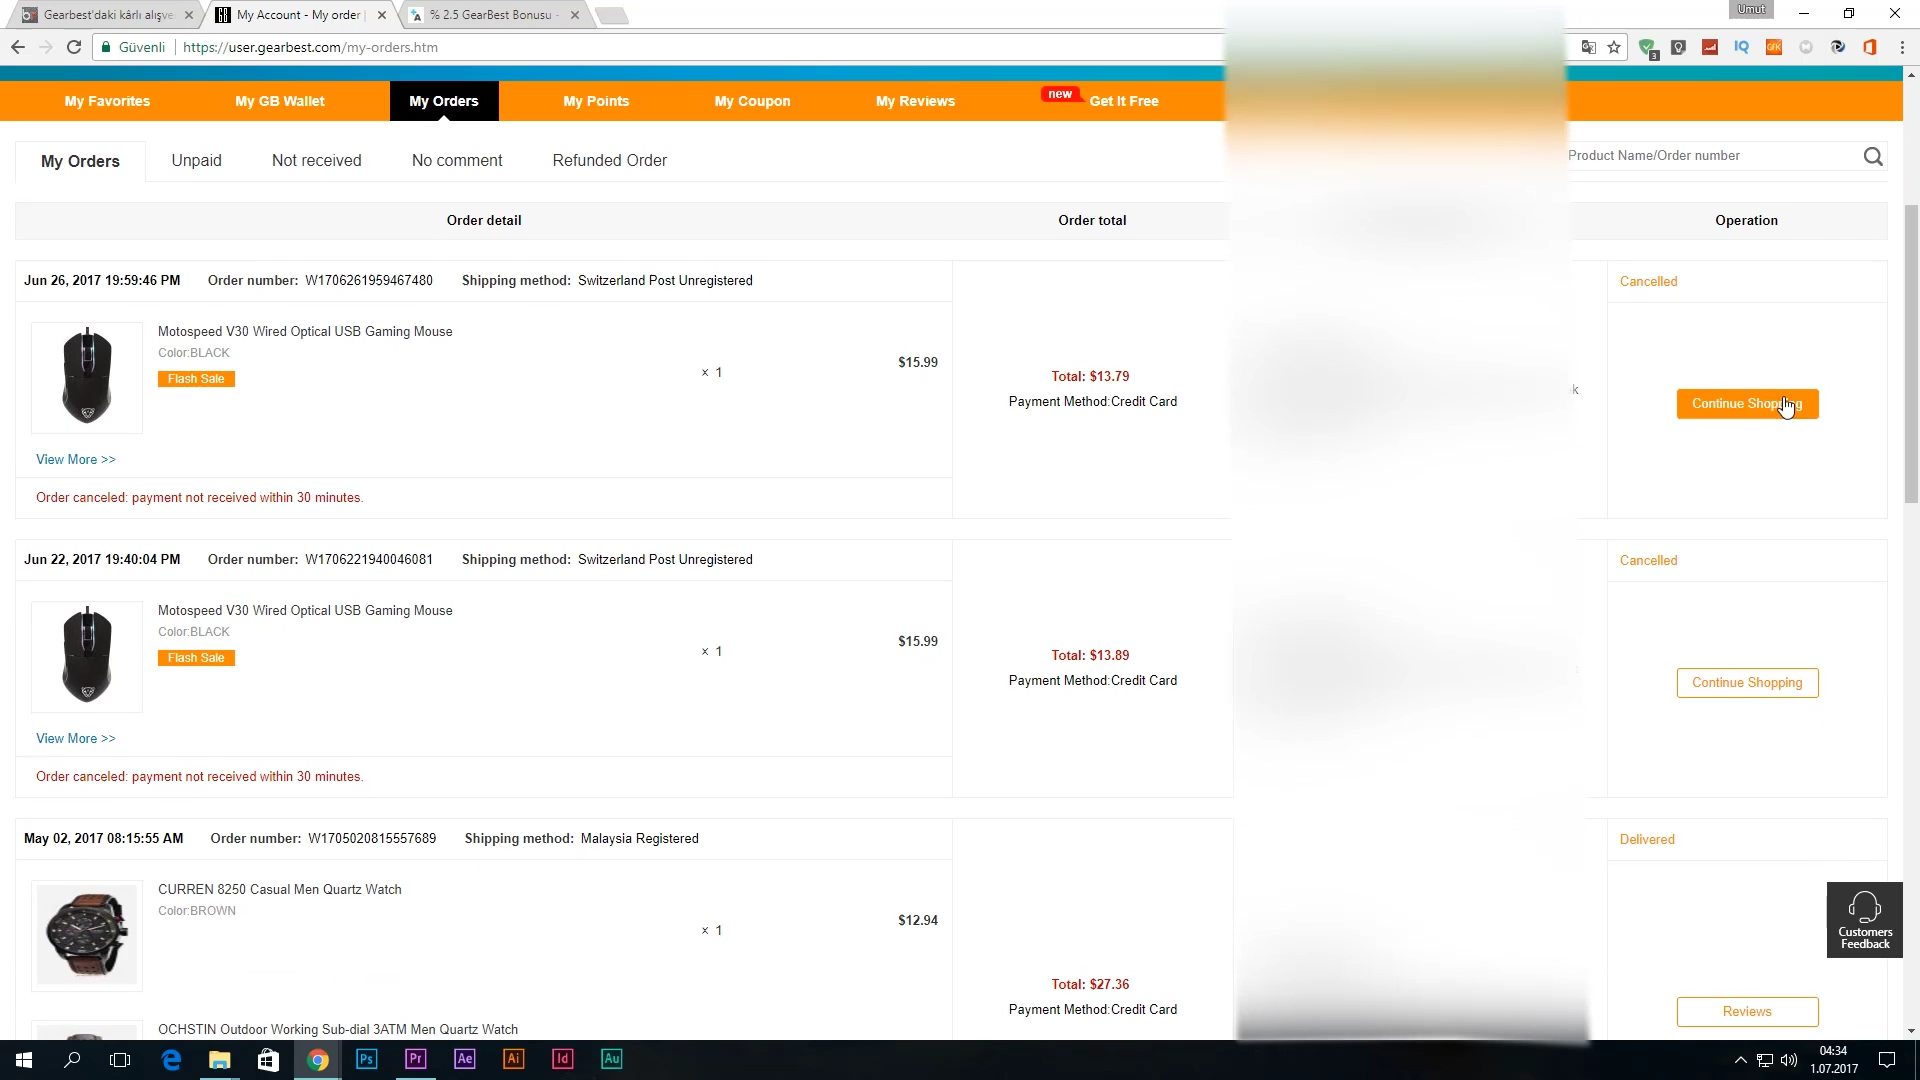 Gearbest'daki kârlı alışve
My Account - My order
% 2.5 GearBest Bonusu -
Umut
Güvenli
https://user.gearbest.com/my-orders.htm
3
IQ
GFK
My Favorites
My GB Wallet
My Orders
My Points
My Coupon
My Reviews
new
Get It Free
My Orders
Unpaid
Not received
No comment
Refunded Order
Product Name/Order number
Order detail
Order total
Operation
Jun 26, 2017 19:59:46 PM
Order number: W1706261959467480
Shipping method: Switzerland Post Unregistered
Cancelled
Motospeed V30 Wired Optical USB Gaming Mouse
Color:BLACK
Flash Sale
× 1
$15.99
Total: $13.79
Payment Method:Credit Card
k
Continue Shopping
View More >>
Order canceled: payment not received within 30 minutes.
Jun 22, 2017 19:40:04 PM
Order number: W1706221940046081
Shipping method: Switzerland Post Unregistered
Cancelled
Motospeed V30 Wired Optical USB Gaming Mouse
Color:BLACK
Flash Sale
× 1
$15.99
Total: $13.89
Payment Method:Credit Card
Continue Shopping
View More >>
Order canceled: payment not received within 30 minutes.
May 02, 2017 08:15:55 AM
Order number: W1705020815557689
Shipping method: Malaysia Registered
Delivered
CURREN 8250 Casual Men Quartz Watch
Color:BROWN
× 1
$12.94
Total: $27.36
Payment Method:Credit Card
Customers
Feedback
Reviews
OCHSTIN Outdoor Working Sub-dial 3ATM Men Quartz Watch
Ps
Pr
Ae
Ai
Id
Au
04:34
1.07.2017